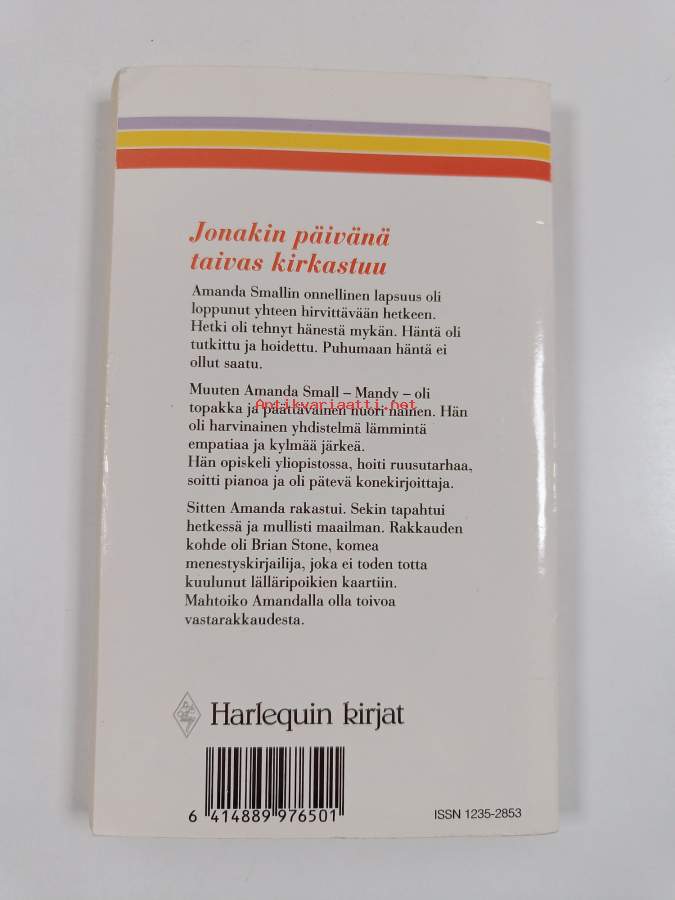 Jonakin päivänä
taivas kirkastuu
Amanda Smallin onnellinen lapsuus oli
loppunut yhteen hirvittävään hetkeen.
Hetki oli tehnyt hänestä mykän. Häntä oli
tutkittu ja hoidettu. Puhumaan häntä ei
ollut saatu.
Muuten Amanda Small – Mandy – oli
topakka ja päättäväinen nuori nainen. Hän
Antikvariaatti.net
oli harvinainen yhdistelmä lämmintä
empatiaa ja kylmää järkeä.
Hän opiskeli yliopistossa, hoiti ruusutarhaa,
soitti pianoa ja oli pätevä konekirjoittaja.
Sitten Amanda rakastui. Sekin tapahtui
hetkessä ja mullisti maailman. Rakkauden
kohde oli Brian Stone, komea
menestyskirjailija, joka ei toden totta
kuulunut lälläripoikien kaartiin.
Mahtoiko Amandalla olla toivoa
vastarakkaudesta.
Harlequin kirjat
6 414889 976501
ISSN 1235-2853